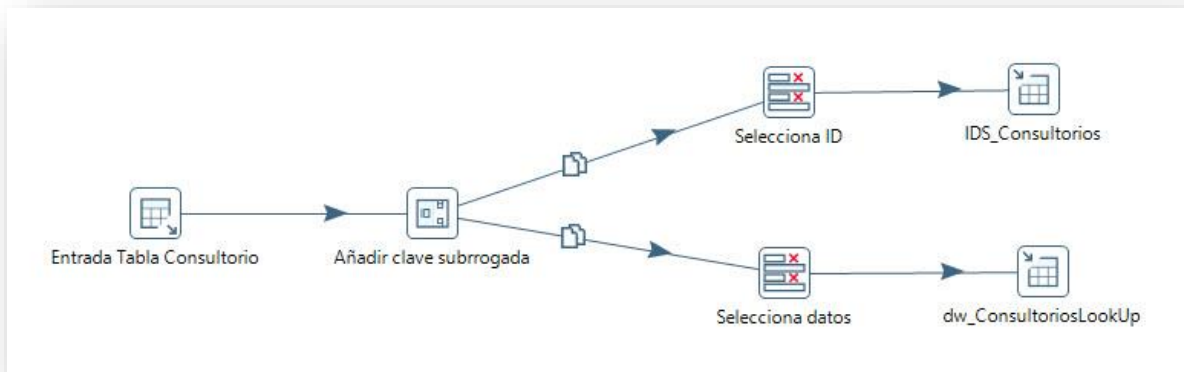 Selecciona ID
IDS_Consultorios
Entrada Tabla Consultorio
Añadir clave subrrogada
Selecciona datos
dw_ConsultoriosLookUp